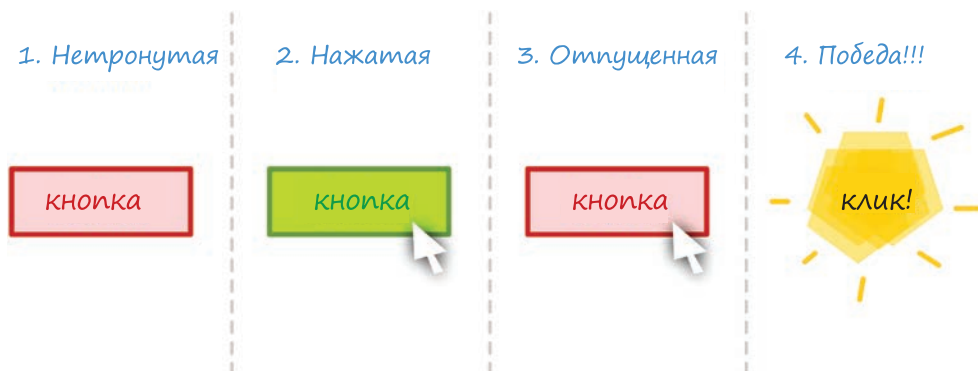 1. Нетронутая
2. Нажатая
3. Отпущенная
4. Победа!!!
кнопка
кнопка
кнопка
клик!